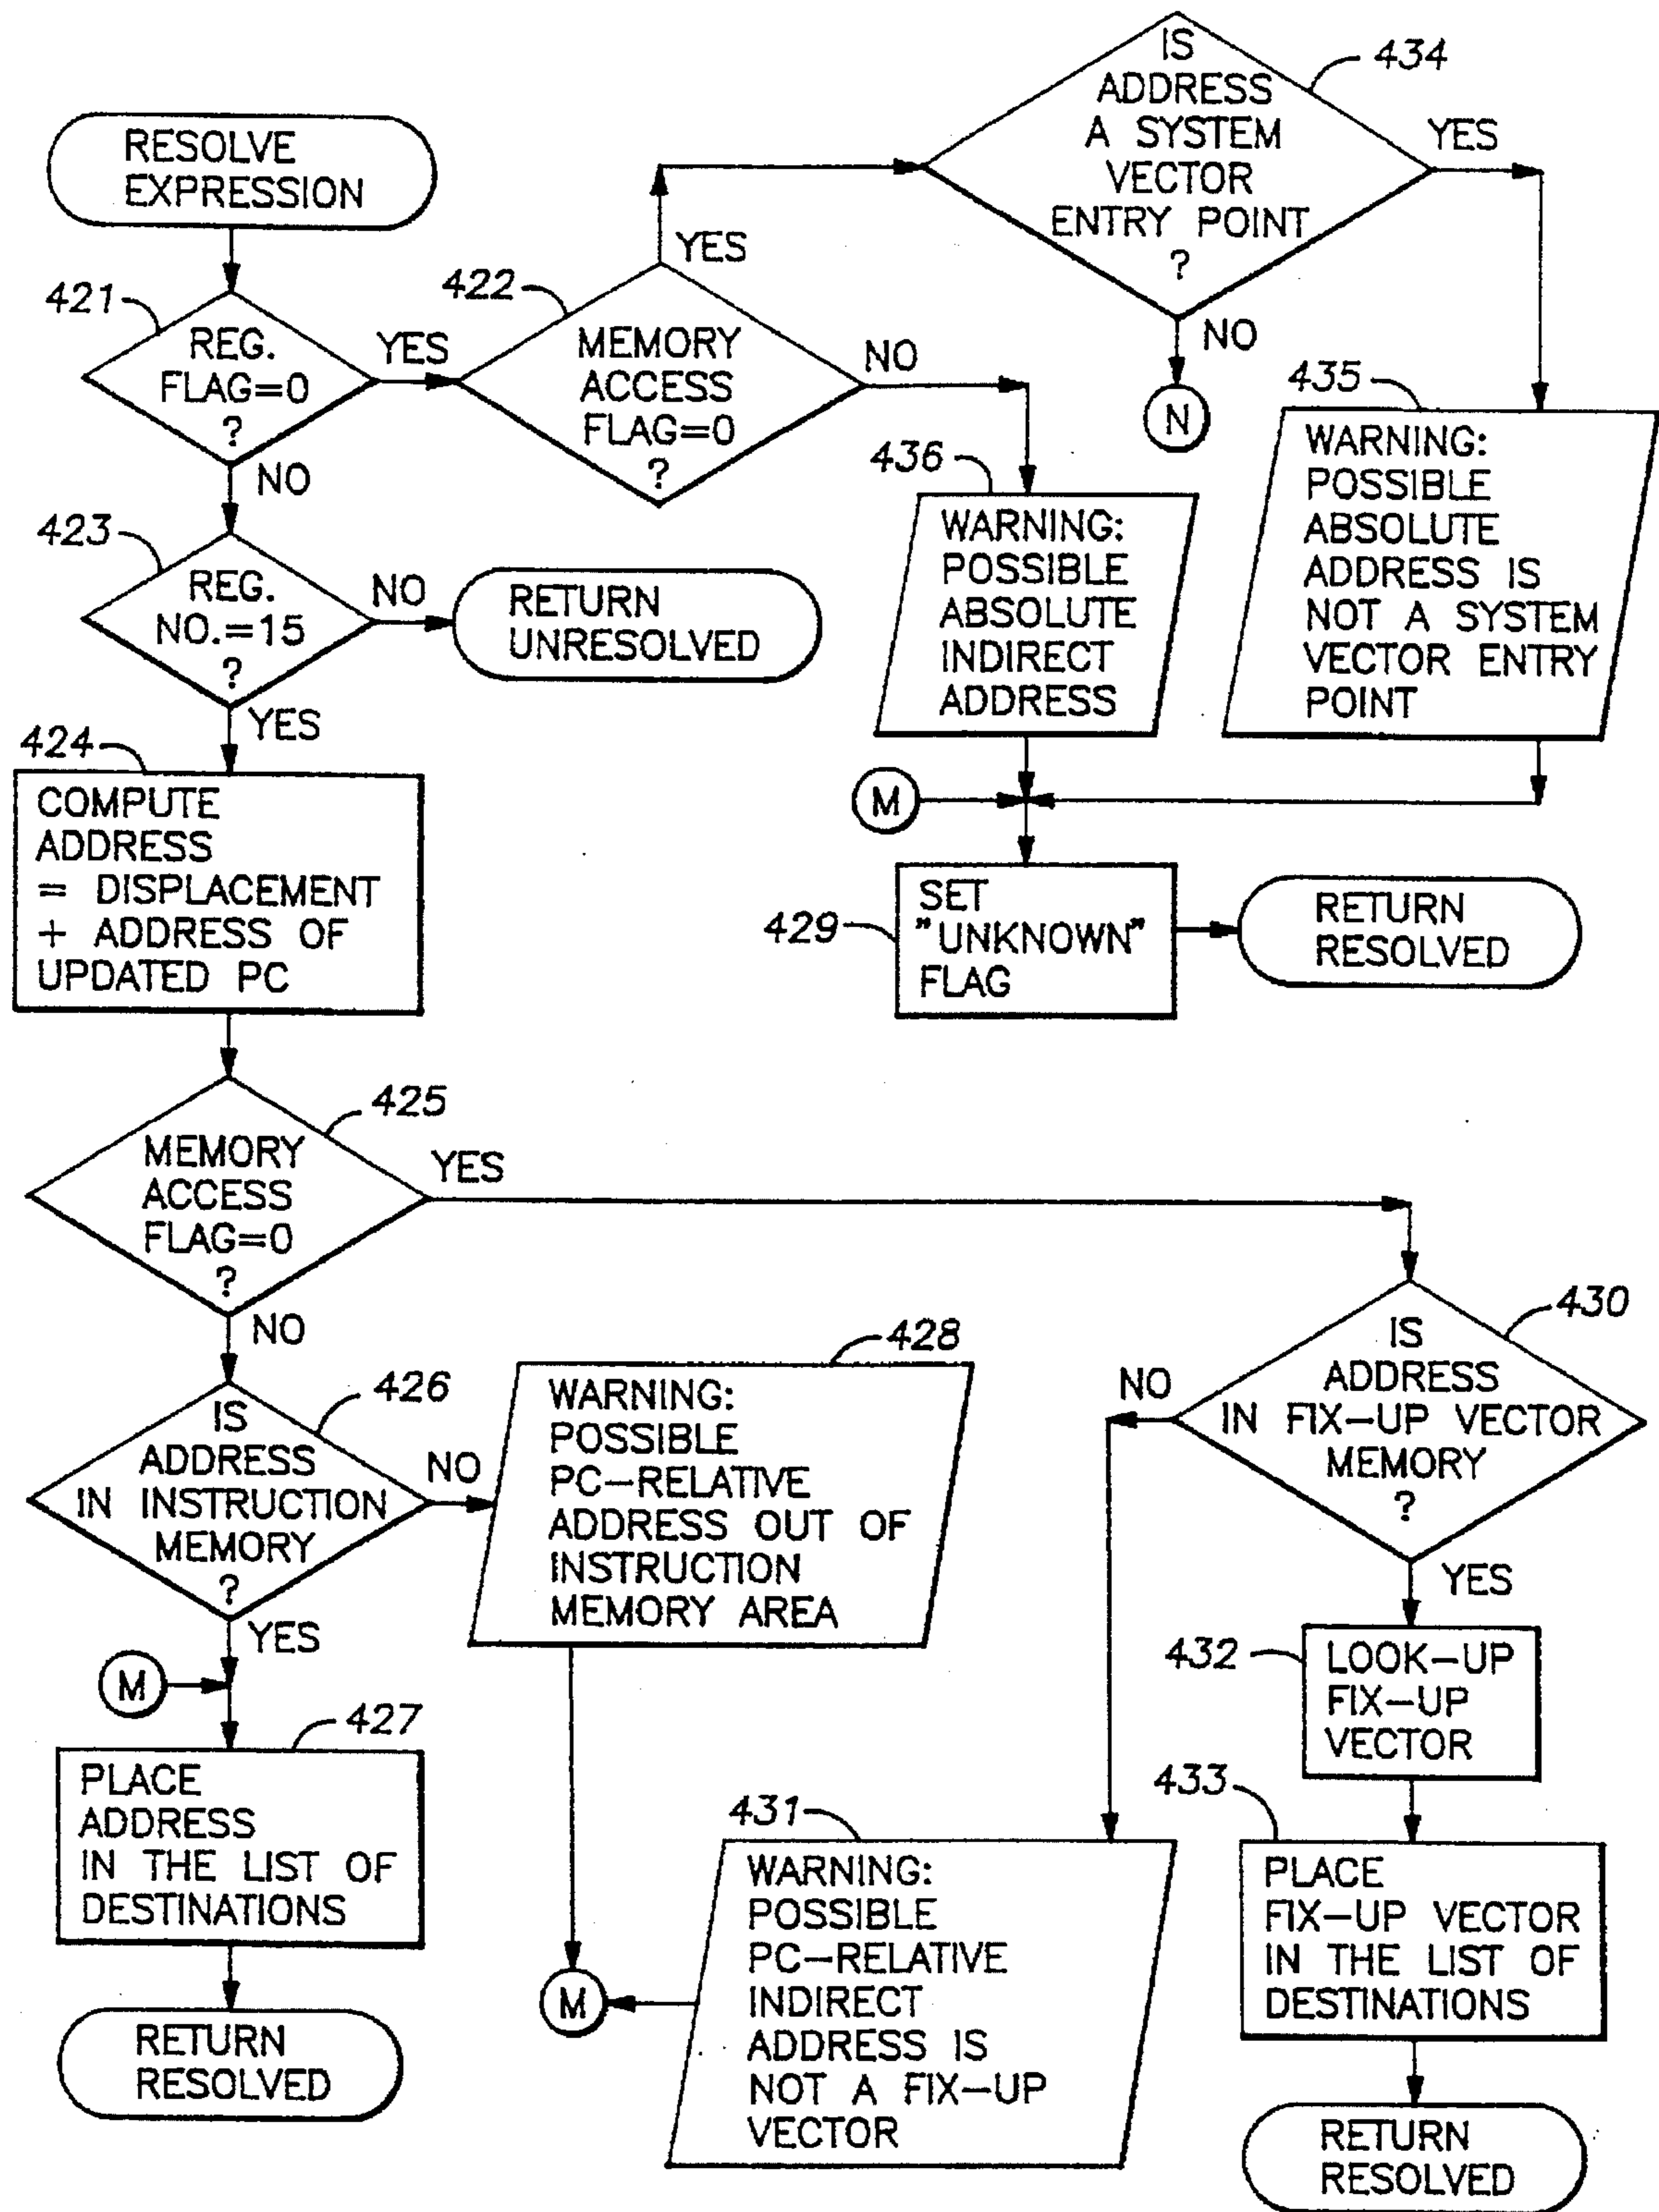 RESOLVE
EXPRESSION
421
REG.
FLAG=0
?
YES
NO
422
MEMORY
ACCESS
FLAG=0
?
YES
NO
434
IS
ADDRESS
A SYSTEM
VECTOR
ENTRY POINT
?
YES
NO
N
435
WARNING:
POSSIBLE
ABSOLUTE
ADDRESS IS
NOT A SYSTEM
VECTOR ENTRY
POINT
436
WARNING:
POSSIBLE
ABSOLUTE
INDIRECT
ADDRESS
423
REG.
NO.=15
?
NO
YES
RETURN
UNRESOLVED
M
429
SET
"UNKNOWN"
FLAG
RETURN
RESOLVED
424
COMPUTE
ADDRESS
= DISPLACEMENT
+ ADDRESS OF
UPDATED PC
425
MEMORY
ACCESS
FLAG=0
?
YES
NO
426
IS
ADDRESS
IN INSTRUCTION
MEMORY
?
NO
YES
428
WARNING:
POSSIBLE
PC-RELATIVE
ADDRESS OUT OF
INSTRUCTION
MEMORY AREA
430
IS
ADDRESS
IN FIX-UP VECTOR
MEMORY
?
NO
YES
M
427
PLACE
ADDRESS
IN THE LIST OF
DESTINATIONS
RETURN
RESOLVED
M
431
WARNING:
POSSIBLE
PC-RELATIVE
INDIRECT
ADDRESS IS
NOT A FIX-UP
VECTOR
432
LOOK-UP
FIX-UP
VECTOR
433
PLACE
FIX-UP VECTOR
IN THE LIST OF
DESTINATIONS
RETURN
RESOLVED